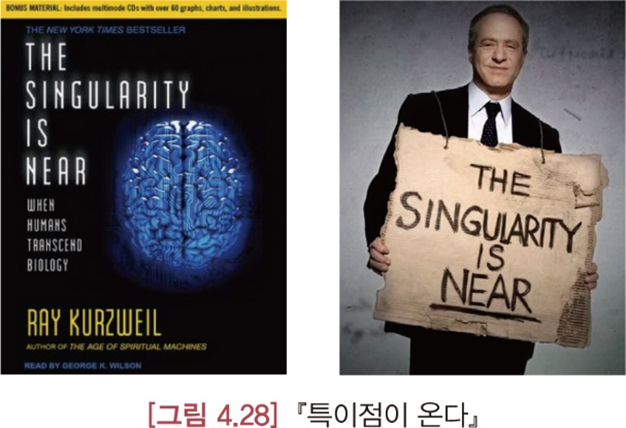 BONUS MATERIAL: Includes multimode CDs with over 60 graphs, charts, and illustrations.
THE NEW YORK TIMES BESTSELLER
THE
SINGULARITY
IS
NEAR
WHEN
HUMANS
TRANSCEND
BIOLOGY
RAY KURZWEIL
AUTHOR OF THE AGE OF SPIRITUAL MACHINES
READ BY GEORGE K. WILSON
THE
SINGULARITY
IS
NEAR
[그림 4.28] 『특이점이 온다』